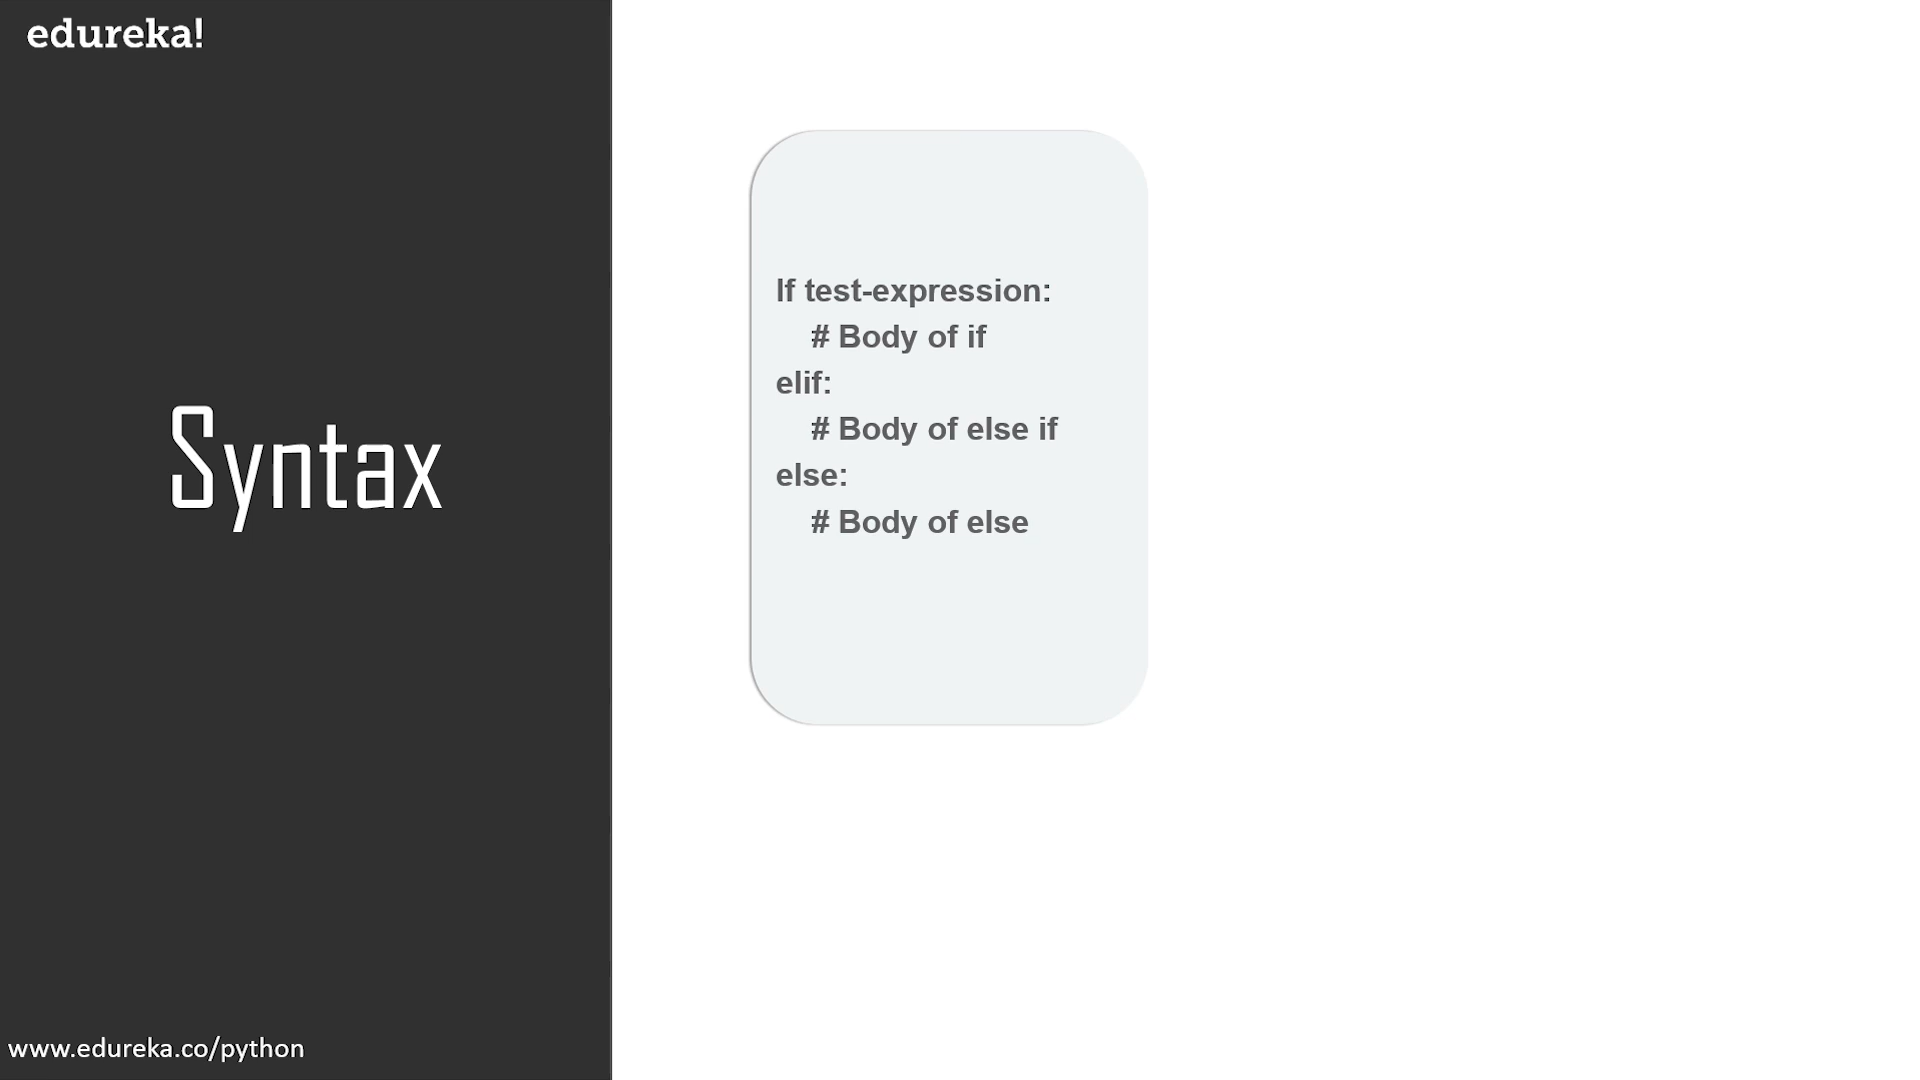 edureka!
Syntax
If test-expression:
# Body of if
elif:
# Body of else if
else:
# Body of else
www.edureka.co/python